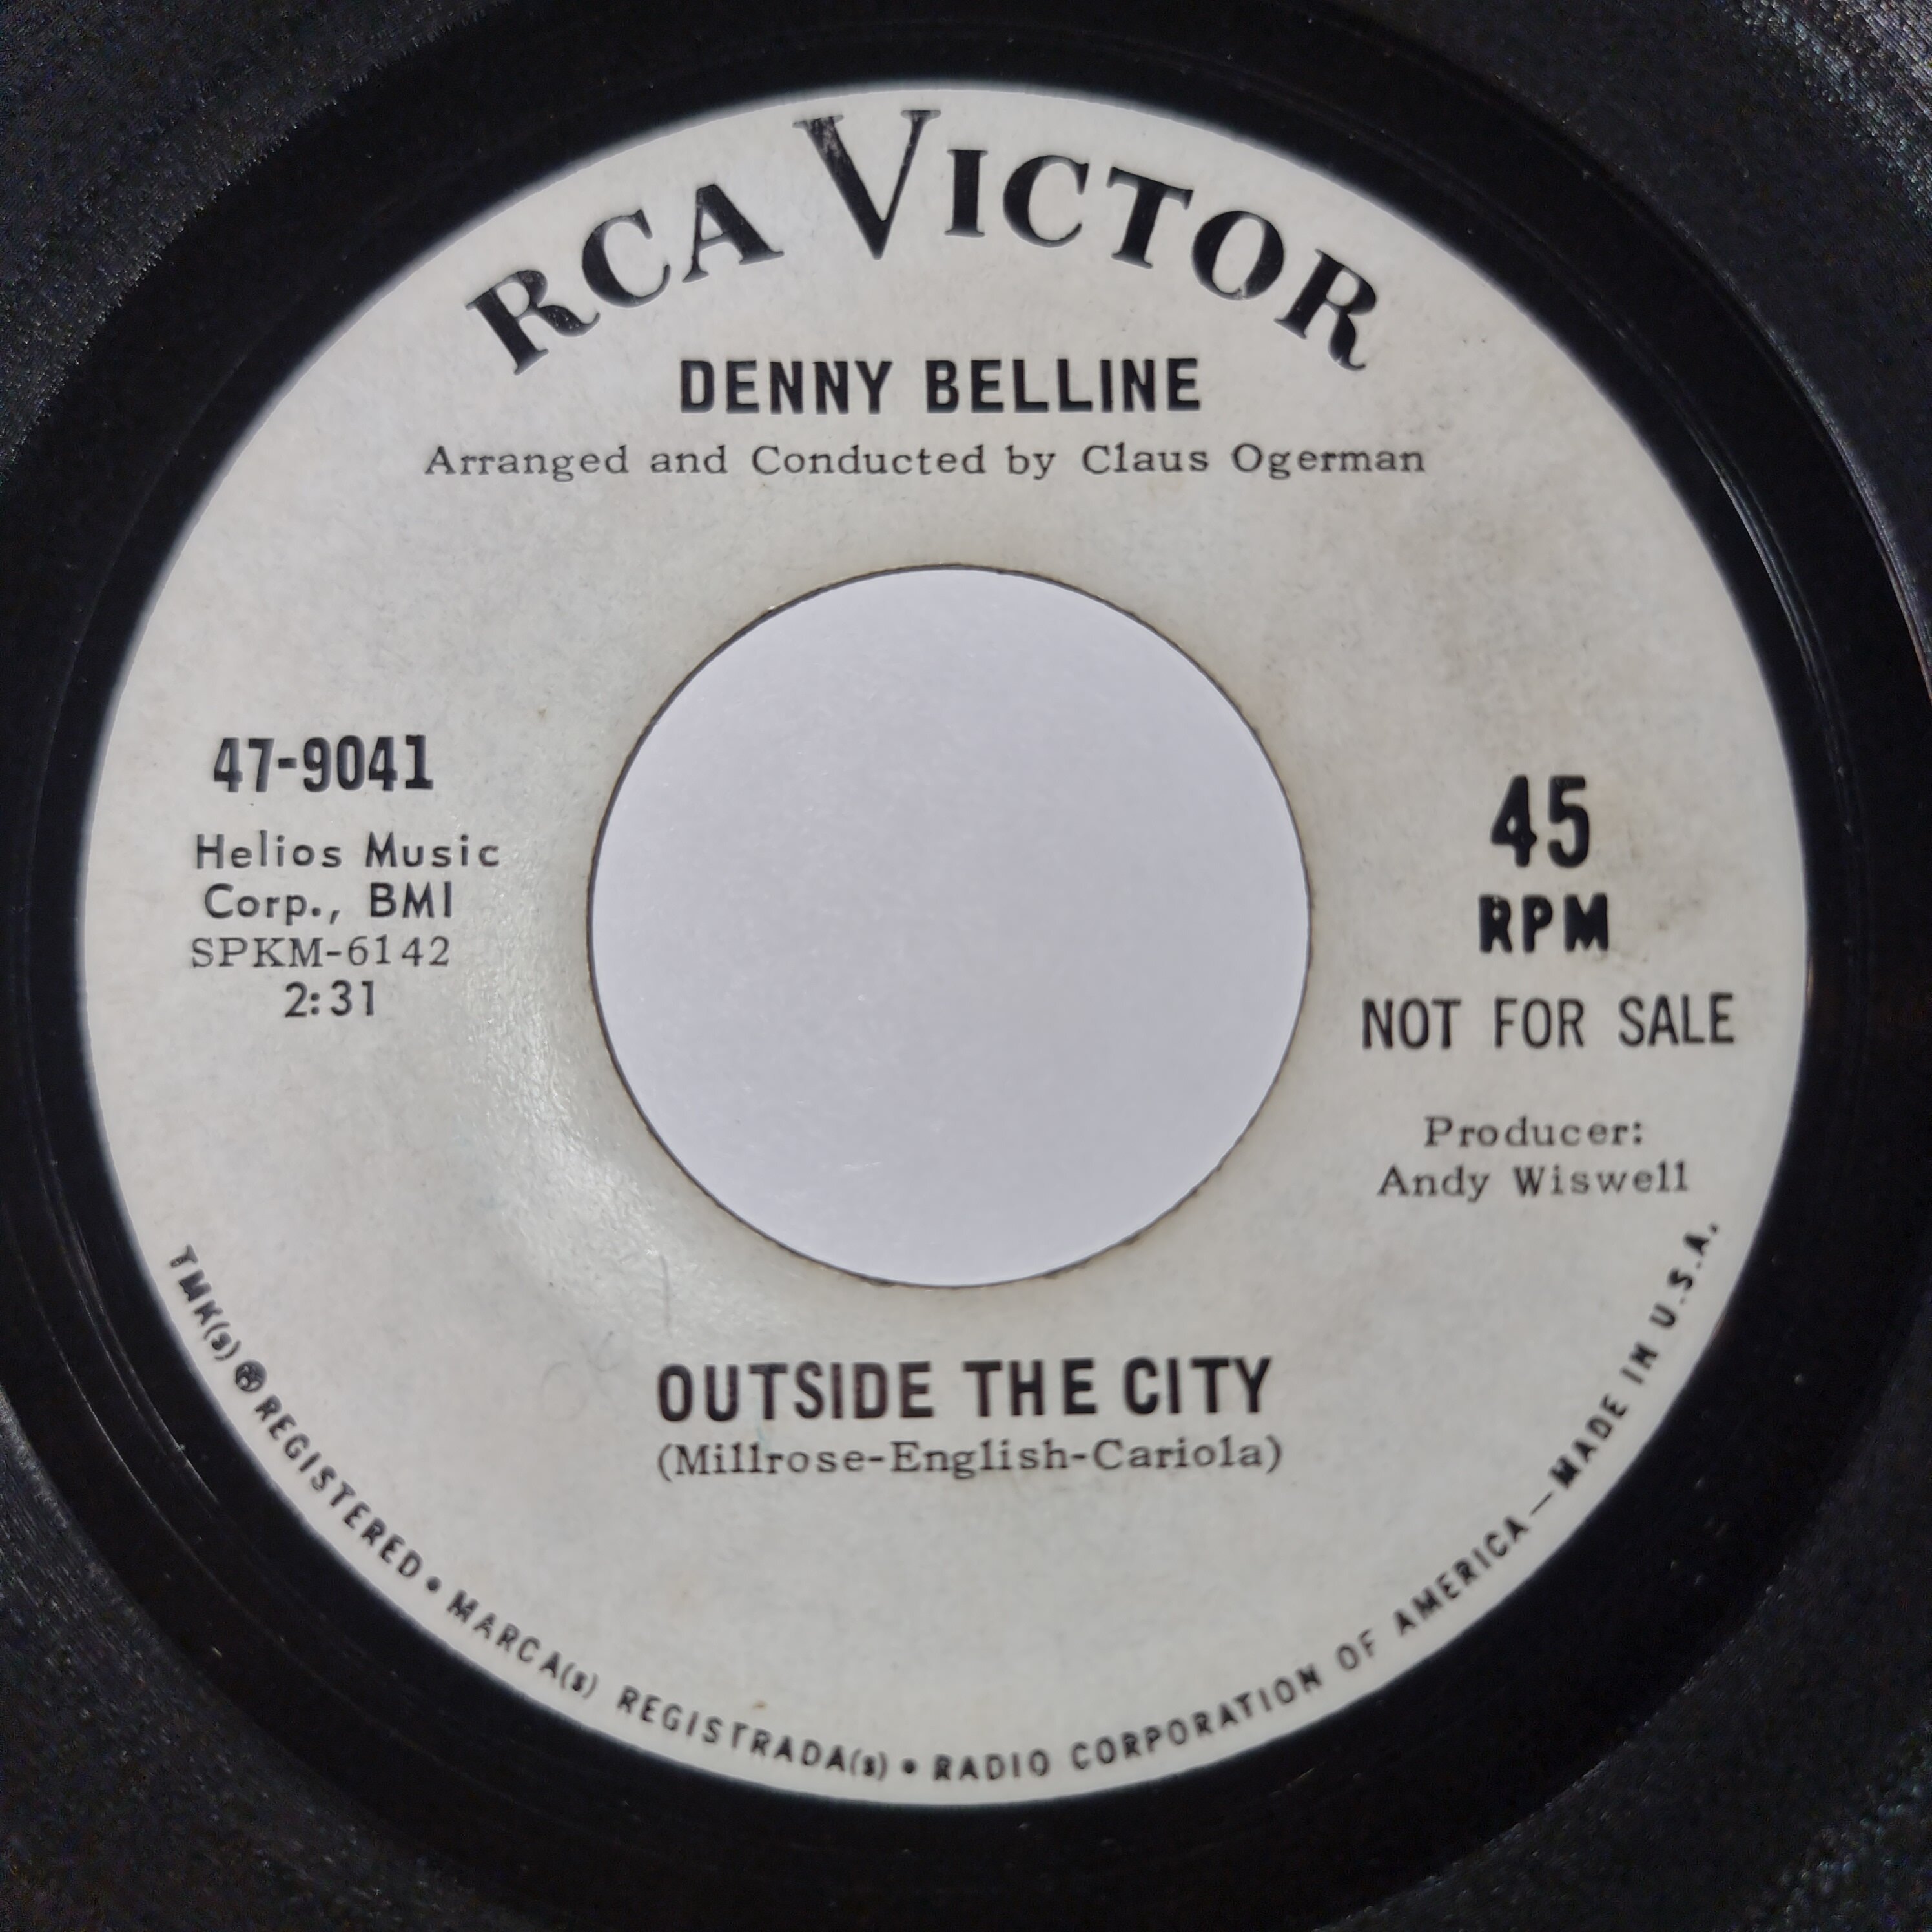 RCA VICTOR
DENNY BELLINE
Arranged and Conducted by Claus Ogerman
47-9041
Helios Music
Corp., BMI
SPKM-6142
2:31
45
RPM
NOT FOR SALE
Producer:
Andy Wiswell
OUTSIDE THE CITY
(Millrose-English-Cariola)
TMK(s) ® REGISTERED • MARCA(s) REGISTRADA(s) • RADIO CORPORATION OF AMERICA—MADE IN U.S.A.